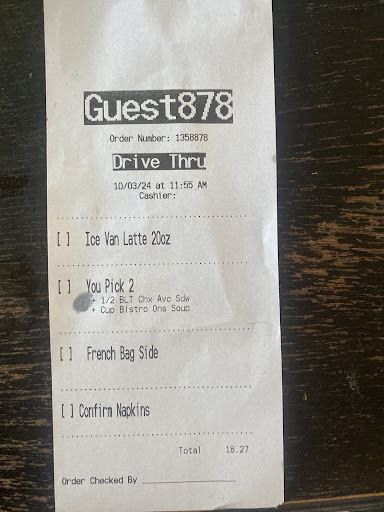 Guest878
Order Number: 1358878
Drive Thru
10/03/24 at 11:55 AM
Cashier:
[ ] Ice Van Latte 20oz
[ ] You Pick 2
+ 1/2 BLT Chx Avc Sdw
+ Cup Bistro Ons Soup
[ ] French Bag Side
[ ] Confirm Napkins
Total 18.27
Order Checked By